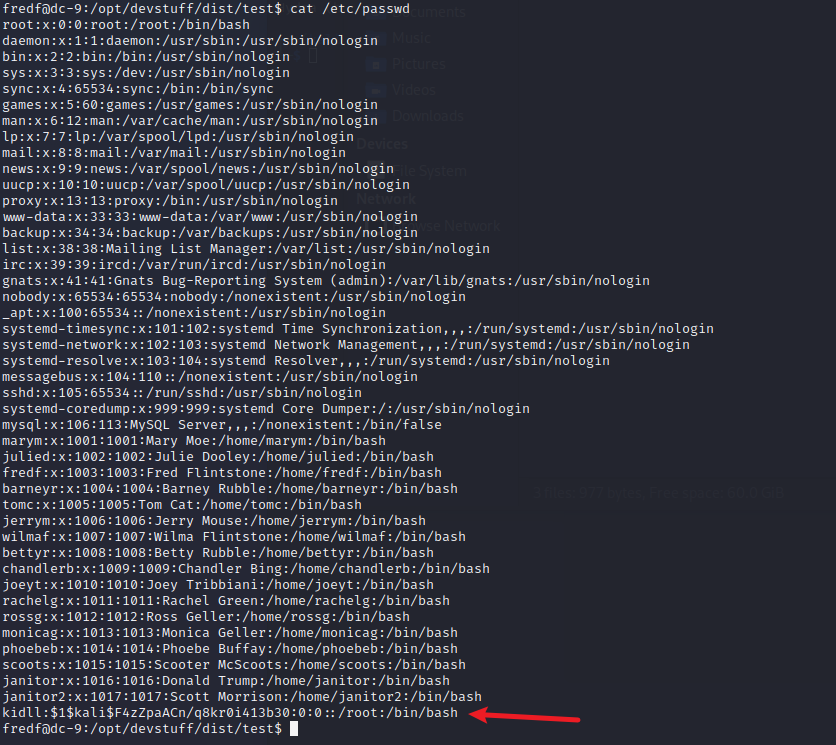 fredf@dc-9:/opt/devstuff/dist/test$ cat /etc/passwd
root:x:0:0:root:/root:/bin/bash
daemon:x:1:1:daemon:/usr/sbin:/usr/sbin/nologin
bin:x:2:2:bin:/bin:/usr/sbin/nologin
sys:x:3:3:sys:/dev:/usr/sbin/nologin
sync:x:4:65534:sync:/bin:/bin/sync
games:x:5:60:games:/usr/games:/usr/sbin/nologin
man:x:6:12:man:/var/cache/man:/usr/sbin/nologin
lp:x:7:7:lp:/var/spool/lpd:/usr/sbin/nologin
mail:x:8:8:mail:/var/mail:/usr/sbin/nologin
news:x:9:9:news:/var/spool/news:/usr/sbin/nologin
uucp:x:10:10:uucp:/var/spool/uucp:/usr/sbin/nologin
proxy:x:13:13:proxy:/bin:/usr/sbin/nologin
www-data:x:33:33:www-data:/var/www:/usr/sbin/nologin
backup:x:34:34:backup:/var/backups:/usr/sbin/nologin
list:x:38:38:Mailing List Manager:/var/list:/usr/sbin/nologin
irc:x:39:39:ircd:/var/run/ircd:/usr/sbin/nologin
gnats:x:41:41:Gnats Bug-Reporting System (admin):/var/lib/gnats:/usr/sbin/nologin
nobody:x:65534:65534:nobody:/nonexistent:/usr/sbin/nologin
_apt:x:100:65534::/nonexistent:/usr/sbin/nologin
systemd-timesync:x:101:102:systemd Time Synchronization,,,:/run/systemd:/usr/sbin/nologin
systemd-network:x:102:103:systemd Network Management,,,:/run/systemd:/usr/sbin/nologin
systemd-resolve:x:103:104:systemd Resolver,,,:/run/systemd:/usr/sbin/nologin
messagebus:x:104:110::/nonexistent:/usr/sbin/nologin
sshd:x:105:65534::/run/sshd:/usr/sbin/nologin
systemd-coredump:x:999:999:systemd Core Dumper:/:/usr/sbin/nologin
mysql:x:106:113:MySQL Server,,,:/nonexistent:/bin/false
marym:x:1001:1001:Mary Moe:/home/marym:/bin/bash
julied:x:1002:1002:Julie Dooley:/home/julied:/bin/bash
fredf:x:1003:1003:Fred Flintstone:/home/fredf:/bin/bash
barneyr:x:1004:1004:Barney Rubble:/home/barneyr:/bin/bash
tomc:x:1005:1005:Tom Cat:/home/tomc:/bin/bash
jerrym:x:1006:1006:Jerry Mouse:/home/jerrym:/bin/bash
wilmaf:x:1007:1007:Wilma Flintstone:/home/wilmaf:/bin/bash
bettyr:x:1008:1008:Betty Rubble:/home/bettyr:/bin/bash
chandlerb:x:1009:1009:Chandler Bing:/home/chandlerb:/bin/bash
joeyt:x:1010:1010:Joey Tribbiani:/home/joeyt:/bin/bash
rachelg:x:1011:1011:Rachel Green:/home/rachelg:/bin/bash
rossg:x:1012:1012:Ross Geller:/home/rossg:/bin/bash
monicag:x:1013:1013:Monica Geller:/home/monicag:/bin/bash
phoebeb:x:1014:1014:Phoebe Buffay:/home/phoebeb:/bin/bash
scoots:x:1015:1015:Scooter McScoots:/home/scoots:/bin/bash
janitor:x:1016:1016:Donald Trump:/home/janitor:/bin/bash
janitor2:x:1017:1017:Scott Morrison:/home/janitor2:/bin/bash
kidll:$1$kali$F4zZpaACn/q8kr0i413b30:0:0::/root:/bin/bash
fredf@dc-9:/opt/devstuff/dist/test$
Documents
Music
Pictures
Videos
Downloads
Devices
Network